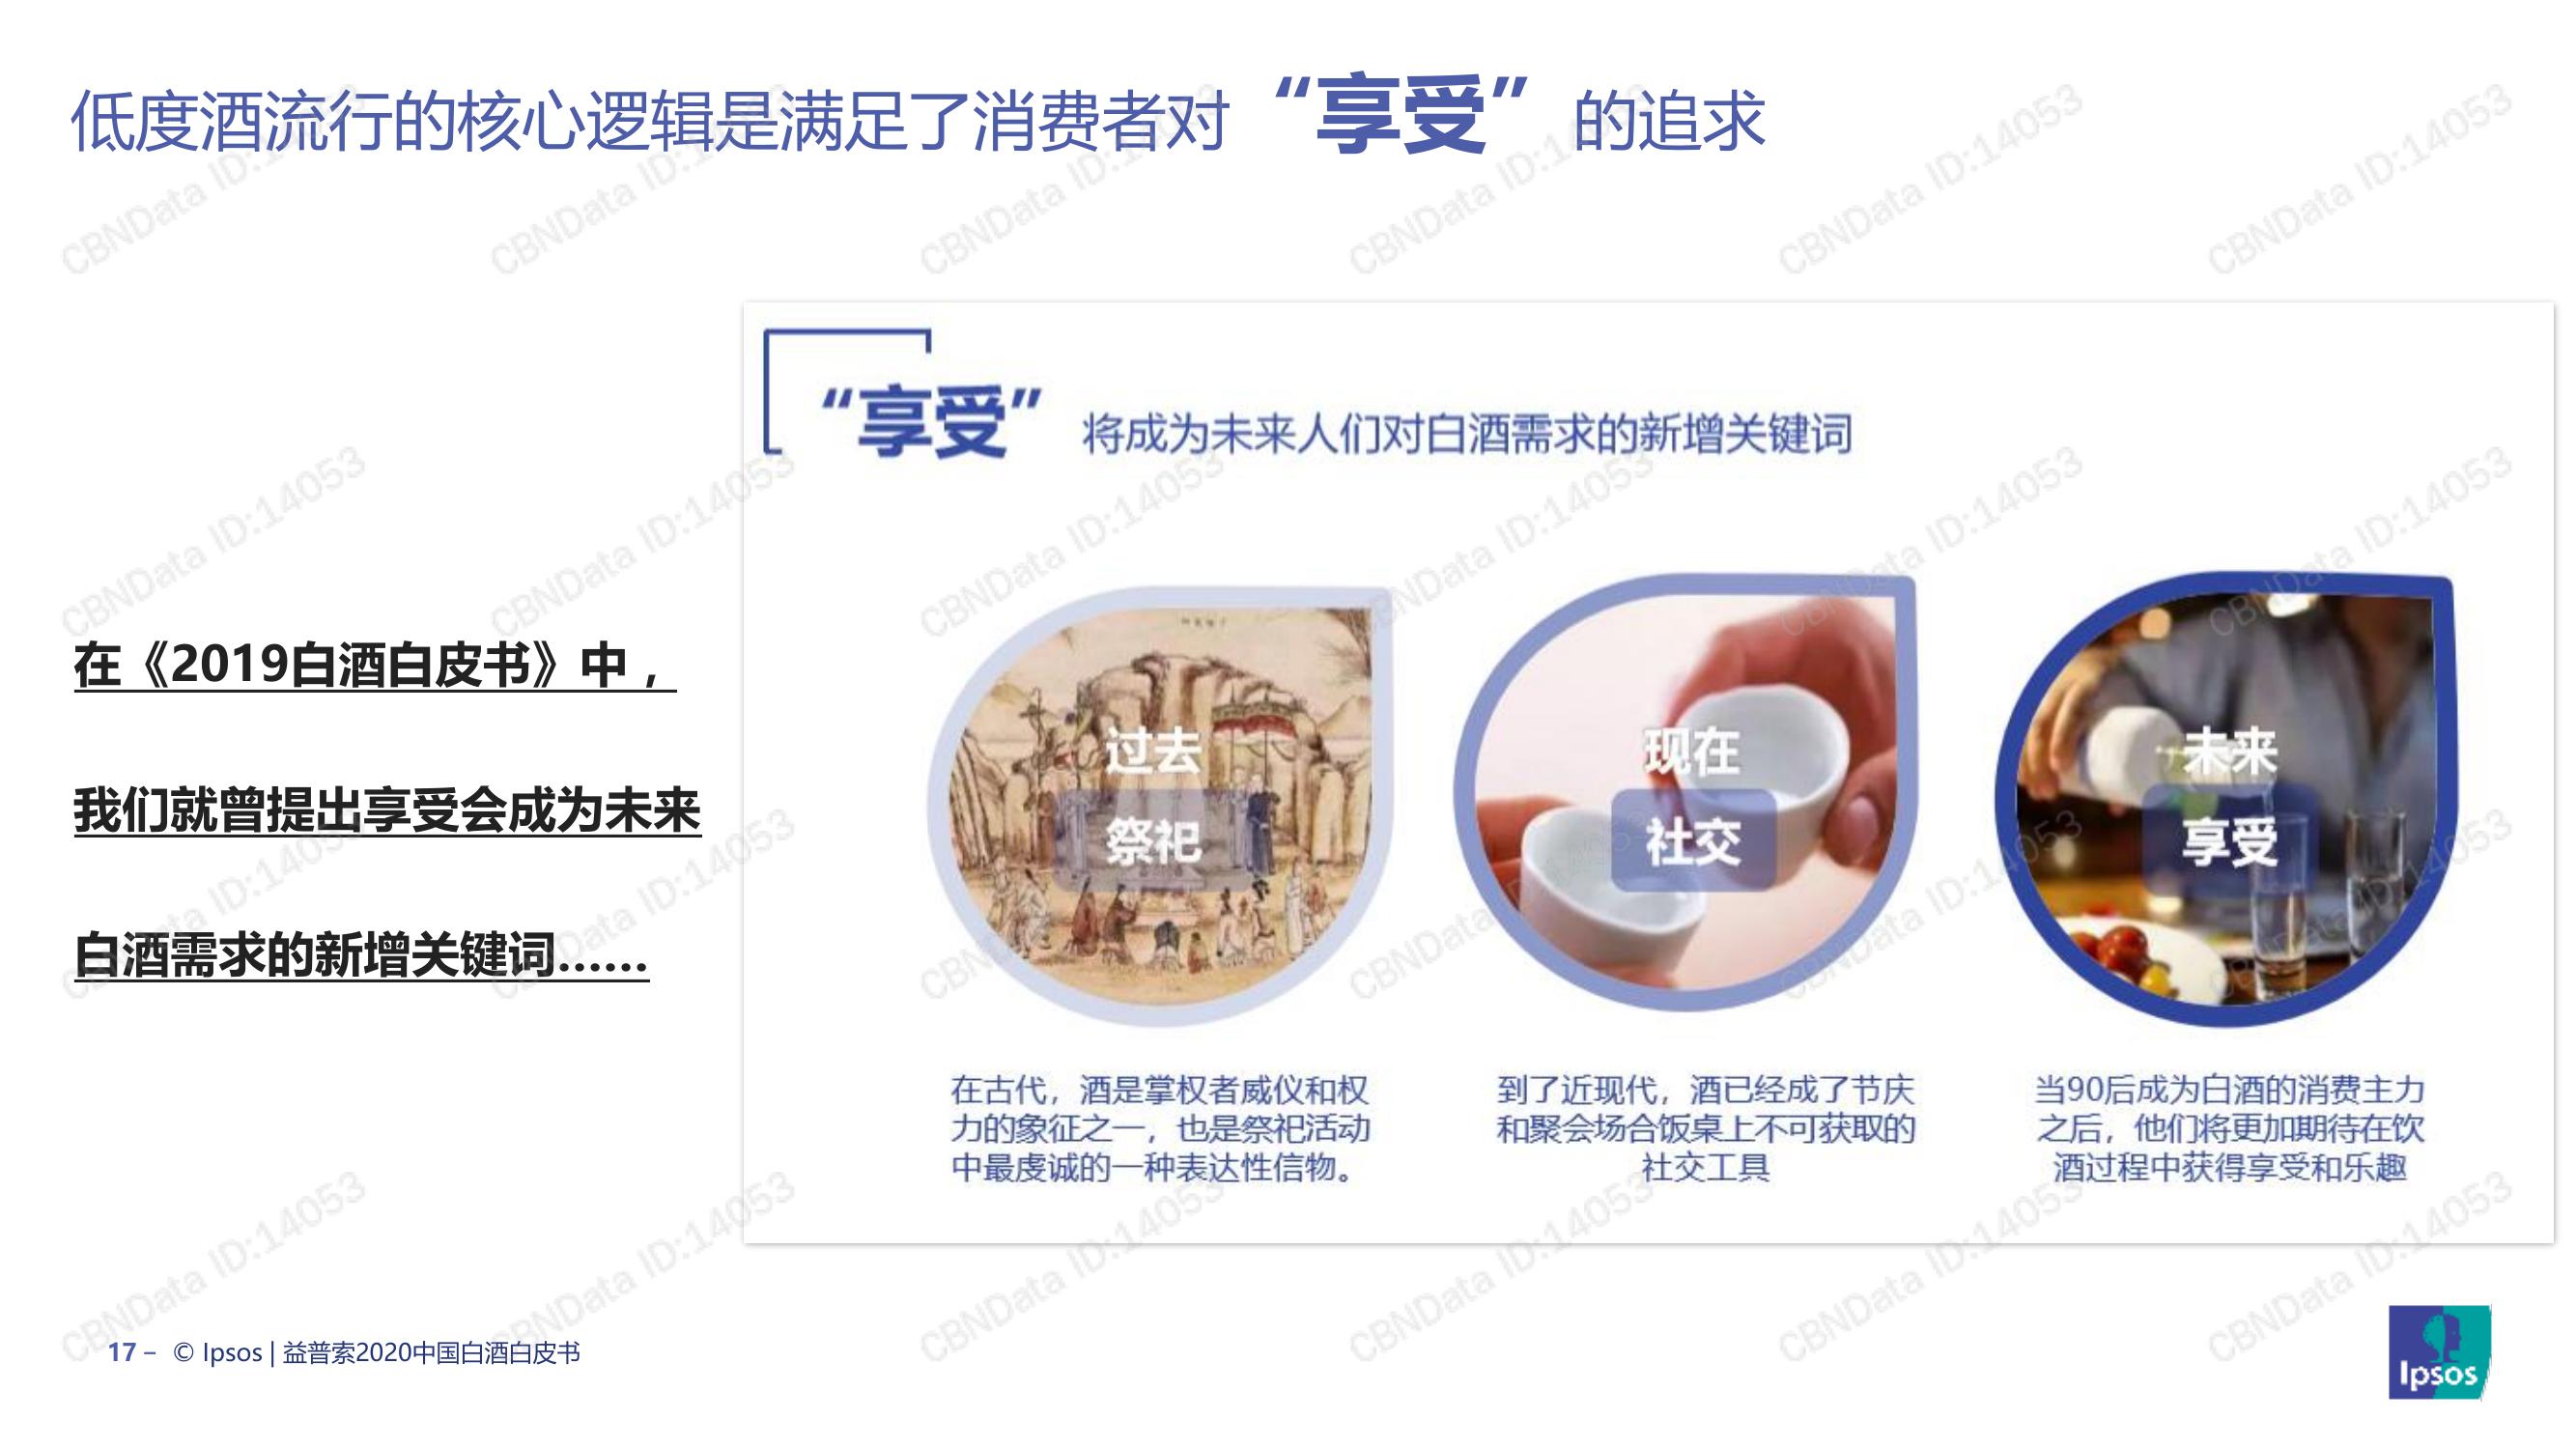 低度酒流行的核心逻辑是满足了消费者对“享受”的追求
在《2019白酒白皮书》中，
我们就曾提出享受会成为未来
白酒需求的新增关键词……
“享受” 将成为未来人们对白酒需求的新增关键词
过去
祭祀
在古代，酒是掌权者威仪和权
力的象征之一，也是祭祀活动
中最虔诚的一种表达性信物。
现在
社交
到了近现代，酒已经成了节庆
和聚会场合饭桌上不可获取的
社交工具
未来
享受
当90后成为白酒的消费主力
之后，他们将更加期待在饮
酒过程中获得享受和乐趣
17 – © Ipsos | 益普索2020中国白酒白皮书
Ipsos
CBNData ID:14053